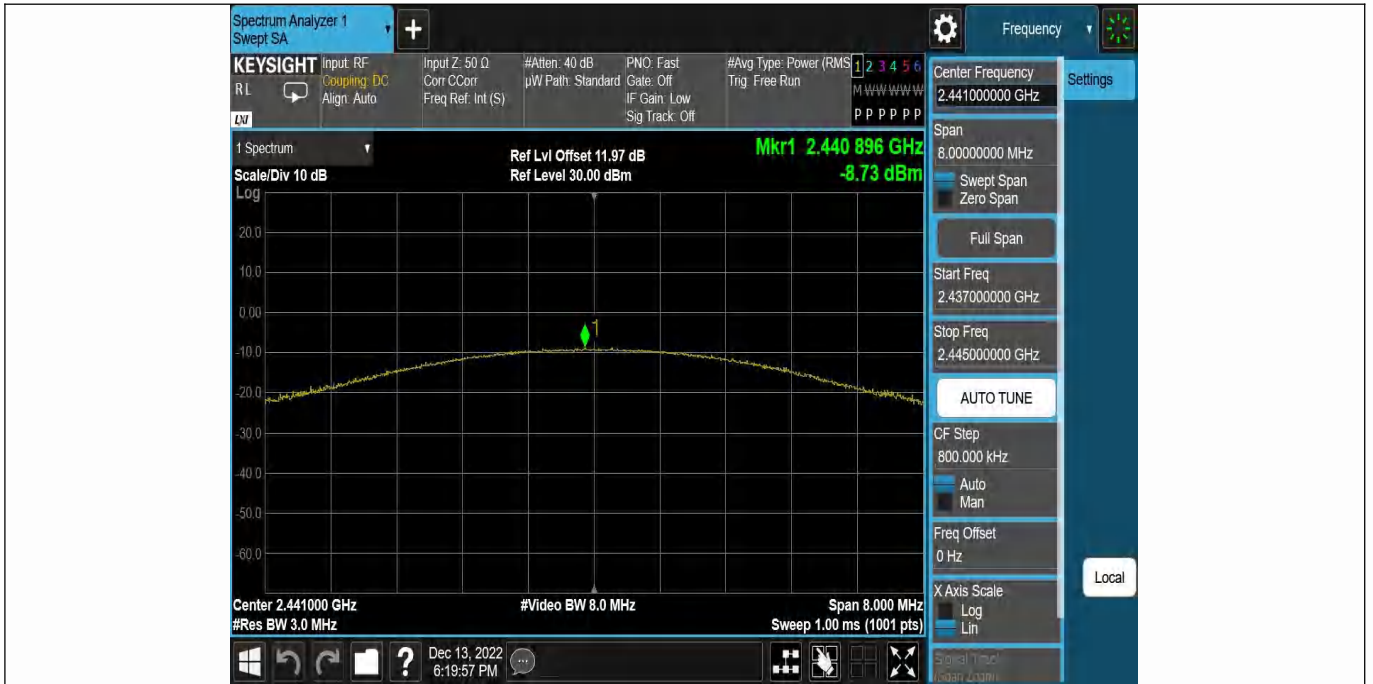 Spectrum Analyzer 1
Swept SA
+
Frequency
KEYSIGHT
RL
LXI
Input: RF
Coupling: DC
Align: Auto
Input Z: 50 Ω
Corr CCorr
Freq Ref: Int (S)
#Atten: 40 dB
µW Path: Standard
PNO: Fast
Gate: Off
IF Gain: Low
Sig Track: Off
#Avg Type: Power (RMS
Trig: Free Run
1 2 3 4 5 6
M W W W W W
P P P P P P
1 Spectrum
Scale/Div 10 dB
Ref Lvl Offset 11.97 dB
Ref Level 30.00 dBm
Mkr1 2.440 896 GHz
-8.73 dBm
Log
20.0
10.0
0.00
-10.0
-20.0
-30.0
-40.0
-50.0
-60.0
1
Center 2.441000 GHz
#Res BW 3.0 MHz
#Video BW 8.0 MHz
Span 8.000 MHz
Sweep 1.00 ms (1001 pts)
Center Frequency
2.441000000 GHz
Settings
Span
8.00000000 MHz
Swept Span
Zero Span
Full Span
Start Freq
2.437000000 GHz
Stop Freq
2.445000000 GHz
AUTO TUNE
CF Step
800.000 kHz
Auto
Man
Freq Offset
0 Hz
X Axis Scale
Log
Lin
Signal Track
(Span Zoom)
Local
?
Dec 13, 2022
6:19:57 PM